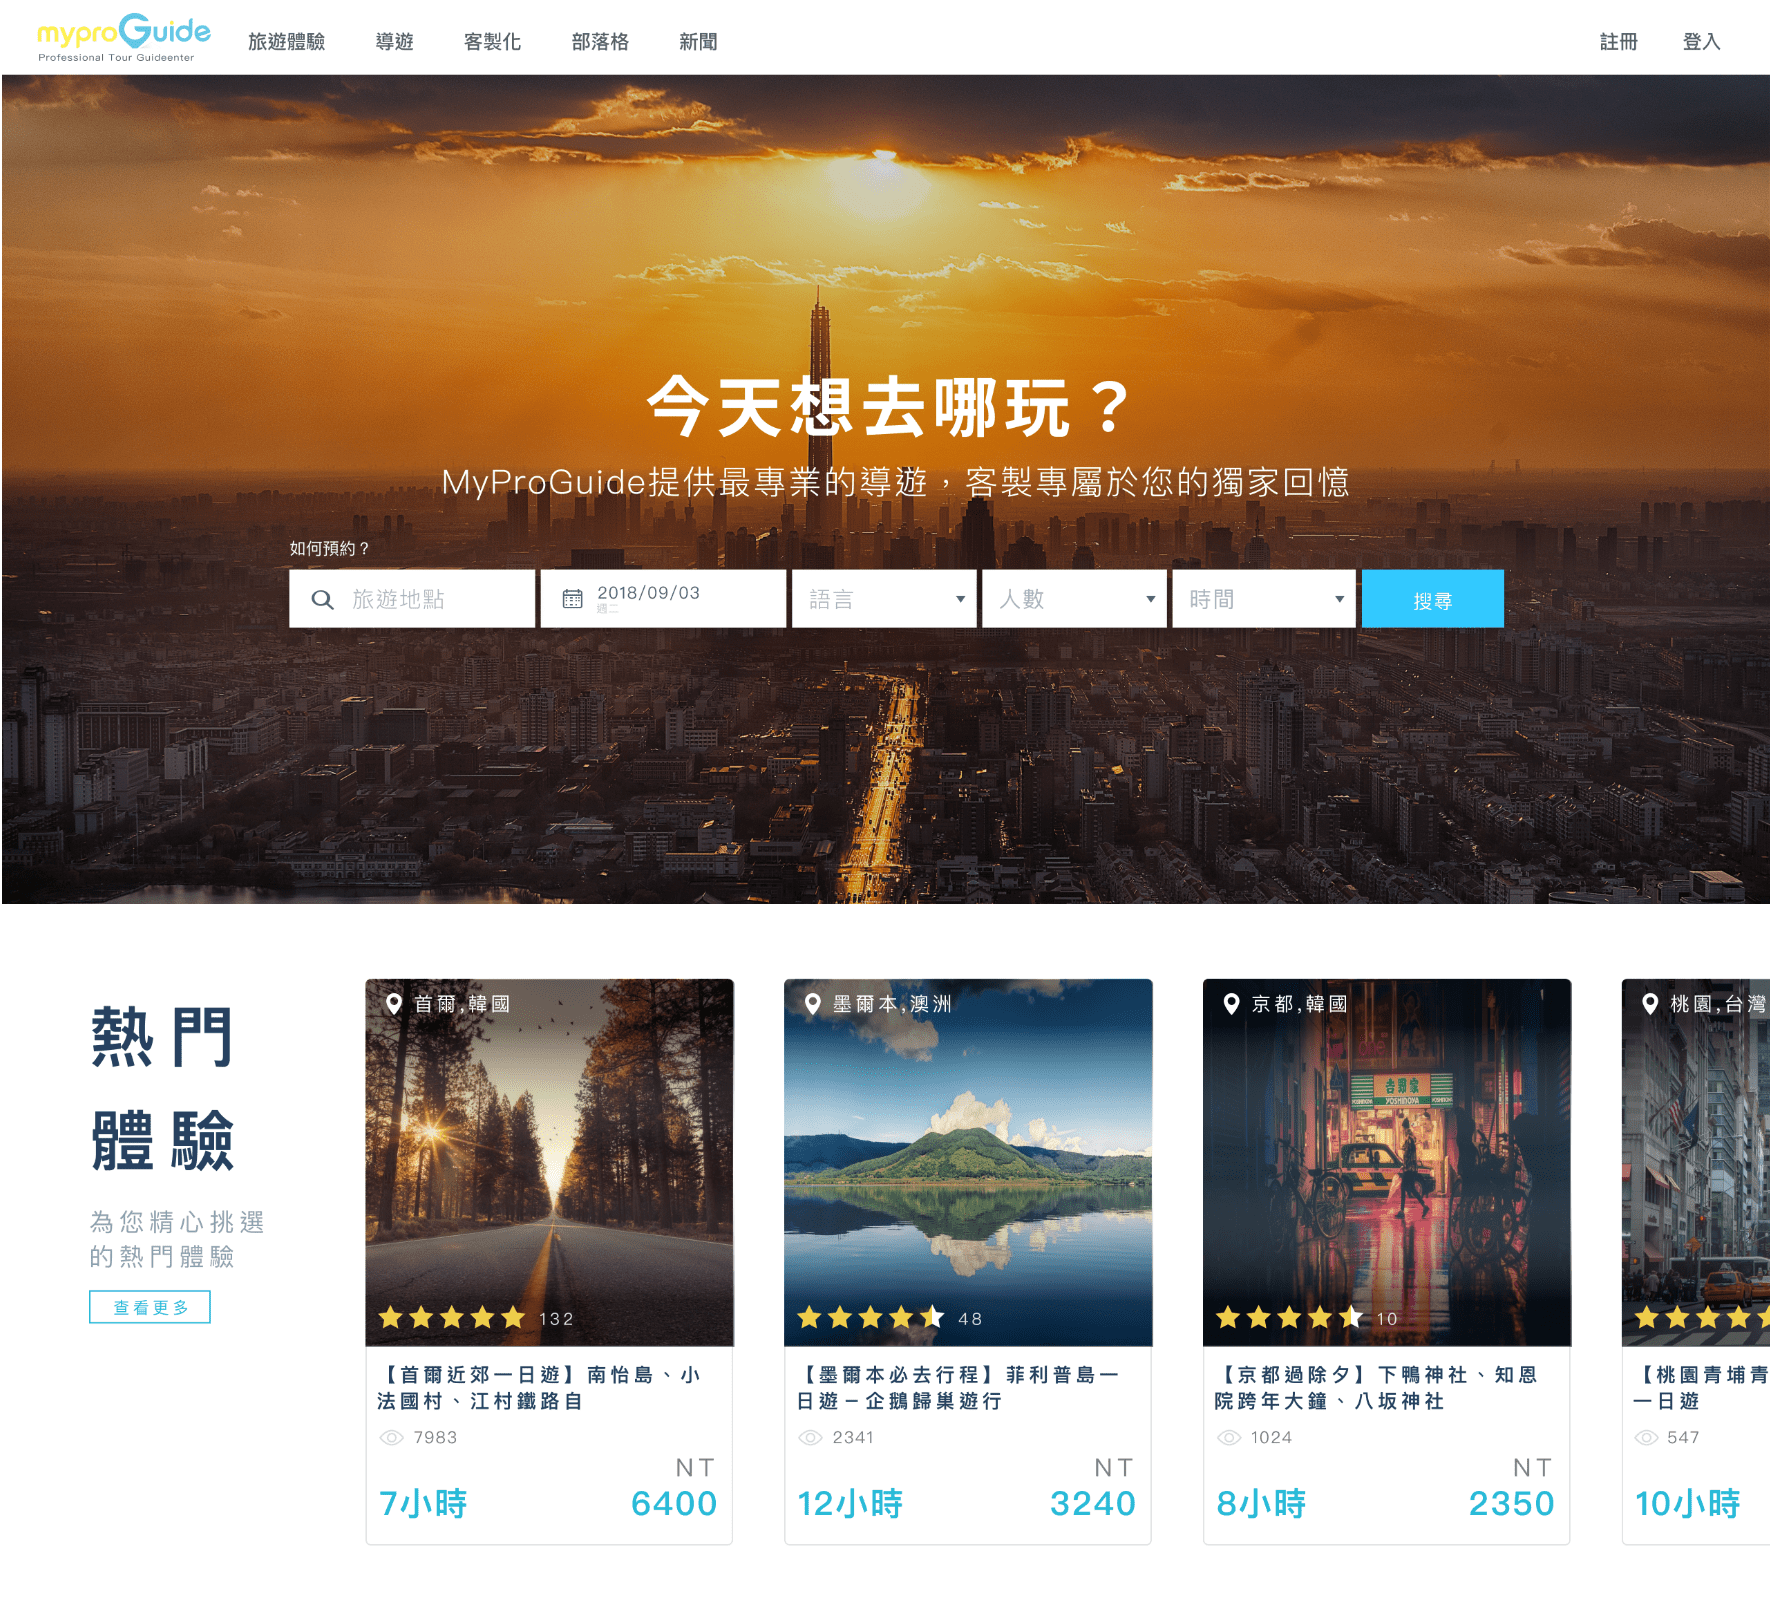 myproGuide
Professional Tour Guideenter
旅遊體驗 導遊 客製化 部落格 新聞 註冊 登入
今天想去哪玩？
MyProGuide提供最專業的導遊，客製專屬於您的獨家回憶
如何預約？
旅遊地點 2018/09/03 語言 人數 時間 搜尋
週二
熱門
體驗
為您精心挑選
的熱門體驗
查看更多
首爾,韓國
132
【首爾近郊一日遊】南怡島、小
法國村、江村鐵路自
7983
NT
7小時 6400
墨爾本,澳洲
48
【墨爾本必去行程】菲利普島一
日遊－企鵝歸巢遊行
2341
NT
12小時 3240
京都,韓國
吉野家
YOSHINOYA
10
【京都過除夕】下鴨神社、知恩
院跨年大鐘、八坂神社
1024
NT
8小時 2350
桃園,台灣
【桃園青埔青
一日遊
547
10小時